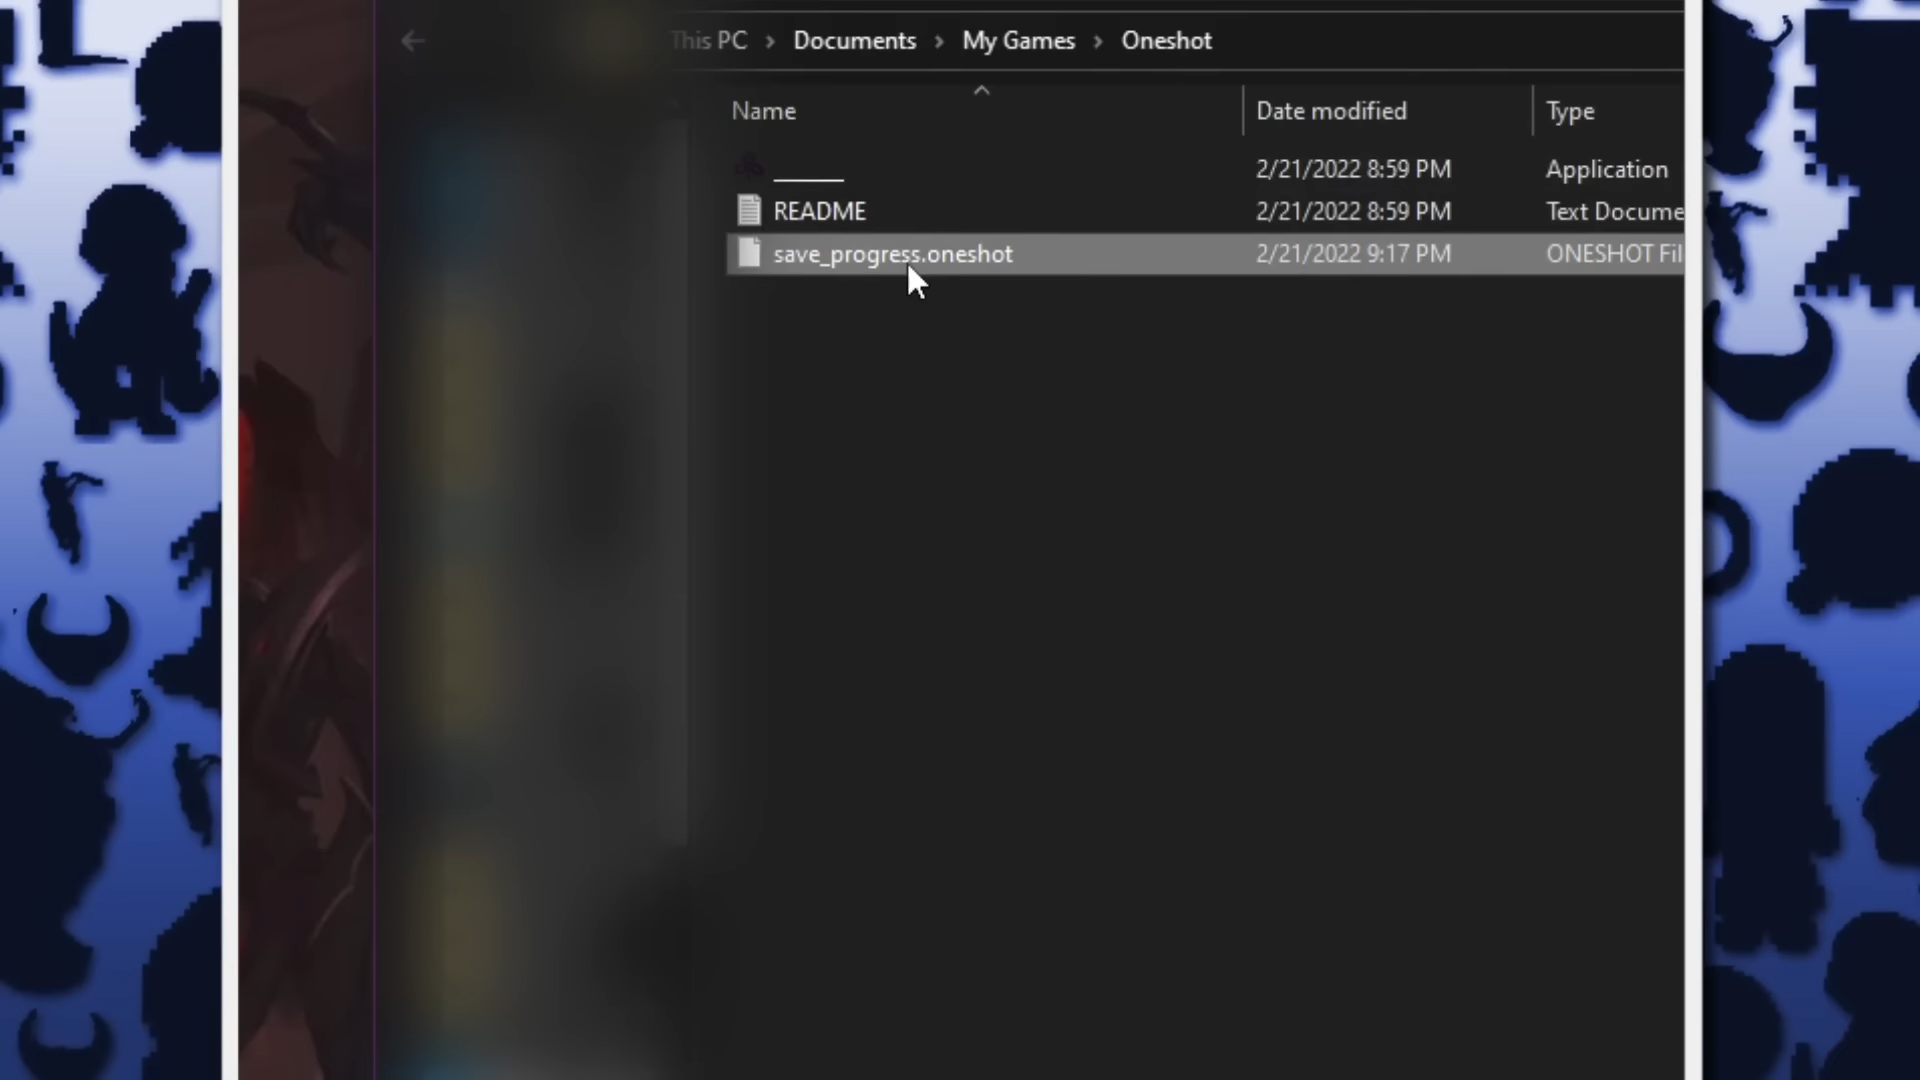 This PC > Documents > My Games > Oneshot
Name Date modified Type
______ 2/21/2022 8:59 PM Application
README 2/21/2022 8:59 PM Text Docume
save_progress.oneshot 2/21/2022 9:17 PM ONESHOT Fil